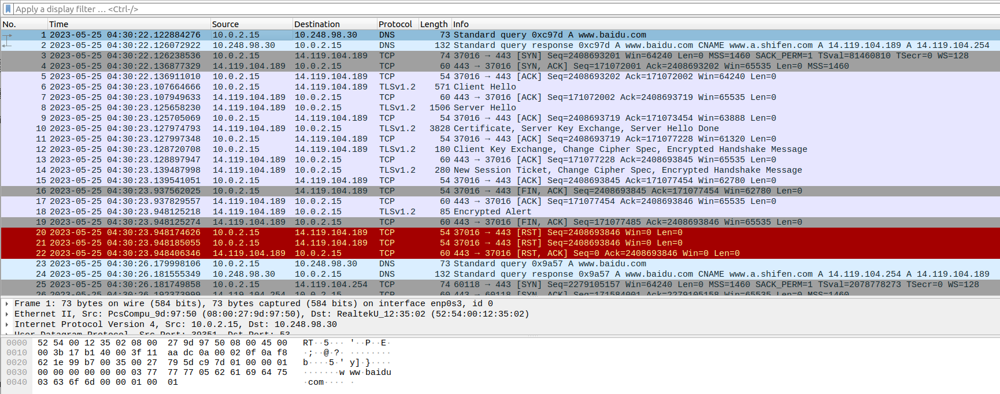 Apply a display filter … <Ctrl-/>
No. Time Source Destination Protocol Length Info
1 2023-05-25 04:30:22.122884276 10.0.2.15 10.248.98.30 DNS 73 Standard query 0xc97d A www.baidu.com
2 2023-05-25 04:30:22.126072922 10.248.98.30 10.0.2.15 DNS 132 Standard query response 0xc97d A www.baidu.com CNAME www.a.shifen.com A 14.119.104.189 A 14.119.104.254
3 2023-05-25 04:30:22.126238536 10.0.2.15 14.119.104.189 TCP 74 37016 → 443 [SYN] Seq=2408693201 Win=64240 Len=0 MSS=1460 SACK_PERM=1 TSval=81460810 TSecr=0 WS=128
4 2023-05-25 04:30:22.136877329 14.119.104.189 10.0.2.15 TCP 60 443 → 37016 [SYN, ACK] Seq=171072001 Ack=2408693202 Win=65535 Len=0 MSS=1460
5 2023-05-25 04:30:22.136911010 10.0.2.15 14.119.104.189 TCP 54 37016 → 443 [ACK] Seq=2408693202 Ack=171072002 Win=64240 Len=0
6 2023-05-25 04:30:23.107664666 10.0.2.15 14.119.104.189 TLSv1.2 571 Client Hello
7 2023-05-25 04:30:23.107949633 14.119.104.189 10.0.2.15 TCP 60 443 → 37016 [ACK] Seq=171072002 Ack=2408693719 Win=65535 Len=0
8 2023-05-25 04:30:23.125658230 14.119.104.189 10.0.2.15 TLSv1.2 1506 Server Hello
9 2023-05-25 04:30:23.125705069 10.0.2.15 14.119.104.189 TCP 54 37016 → 443 [ACK] Seq=2408693719 Ack=171073454 Win=63888 Len=0
10 2023-05-25 04:30:23.127974793 14.119.104.189 10.0.2.15 TLSv1.2 3828 Certificate, Server Key Exchange, Server Hello Done
11 2023-05-25 04:30:23.127997348 10.0.2.15 14.119.104.189 TCP 54 37016 → 443 [ACK] Seq=2408693719 Ack=171077228 Win=61320 Len=0
12 2023-05-25 04:30:23.128720708 10.0.2.15 14.119.104.189 TLSv1.2 180 Client Key Exchange, Change Cipher Spec, Encrypted Handshake Message
13 2023-05-25 04:30:23.128897947 14.119.104.189 10.0.2.15 TCP 60 443 → 37016 [ACK] Seq=171077228 Ack=2408693845 Win=65535 Len=0
14 2023-05-25 04:30:23.139487998 14.119.104.189 10.0.2.15 TLSv1.2 280 New Session Ticket, Change Cipher Spec, Encrypted Handshake Message
15 2023-05-25 04:30:23.139541051 10.0.2.15 14.119.104.189 TCP 54 37016 → 443 [ACK] Seq=2408693845 Ack=171077454 Win=62780 Len=0
16 2023-05-25 04:30:23.937562025 10.0.2.15 14.119.104.189 TCP 54 37016 → 443 [FIN, ACK] Seq=2408693845 Ack=171077454 Win=62780 Len=0
17 2023-05-25 04:30:23.937829557 14.119.104.189 10.0.2.15 TCP 60 443 → 37016 [ACK] Seq=171077454 Ack=2408693846 Win=65535 Len=0
18 2023-05-25 04:30:23.948125218 14.119.104.189 10.0.2.15 TLSv1.2 85 Encrypted Alert
19 2023-05-25 04:30:23.948125274 14.119.104.189 10.0.2.15 TCP 60 443 → 37016 [FIN, ACK] Seq=171077485 Ack=2408693846 Win=65535 Len=0
20 2023-05-25 04:30:23.948174626 10.0.2.15 14.119.104.189 TCP 54 37016 → 443 [RST] Seq=2408693846 Win=0 Len=0
21 2023-05-25 04:30:23.948185055 10.0.2.15 14.119.104.189 TCP 54 37016 → 443 [RST] Seq=2408693846 Win=0 Len=0
22 2023-05-25 04:30:23.948406346 14.119.104.189 10.0.2.15 TCP 60 443 → 37016 [RST, ACK] Seq=0 Ack=2408693846 Win=0 Len=0
23 2023-05-25 04:30:26.179998106 10.0.2.15 10.248.98.30 DNS 73 Standard query 0x9a57 A www.baidu.com
24 2023-05-25 04:30:26.181555349 10.248.98.30 10.0.2.15 DNS 132 Standard query response 0x9a57 A www.baidu.com CNAME www.a.shifen.com A 14.119.104.254 A 14.119.104.189
25 2023-05-25 04:30:26.181749858 10.0.2.15 14.119.104.254 TCP 74 60118 → 443 [SYN] Seq=2279105157 Win=64240 Len=0 MSS=1460 SACK_PERM=1 TSval=2078778273 TSecr=0 WS=128
26 2023-05-25 04:30:26.192373999 14.119.104.254 10.0.2.15 TCP 60 443 → 60118 [SYN, ACK] Seq=171584001 Ack=2279105158 Win=65535 Len=0 MSS=1460
Frame 1: 73 bytes on wire (584 bits), 73 bytes captured (584 bits) on interface enp0s3, id 0
Ethernet II, Src: PcsCompu_9d:97:50 (08:00:27:9d:97:50), Dst: RealtekU_12:35:02 (52:54:00:12:35:02)
Internet Protocol Version 4, Src: 10.0.2.15, Dst: 10.248.98.30
User Datagram Protocol, Src Port: 39351, Dst Port: 53
0000 52 54 00 12 35 02 08 00 27 9d 97 50 08 00 45 00 RT··5··· '··P··E·
0010 00 3b 17 b1 40 00 3f 11 aa dc 0a 00 02 0f 0a f8 ·;··@·?· ········
0020 62 1e 99 b7 00 35 00 27 79 5d c9 7d 01 00 00 01 b····5·' y]·}····
0030 00 00 00 00 00 00 03 77 77 77 05 62 61 69 64 75 ·······w ww·baidu
0040 03 63 6f 6d 00 00 01 00 01 ·com···· ·